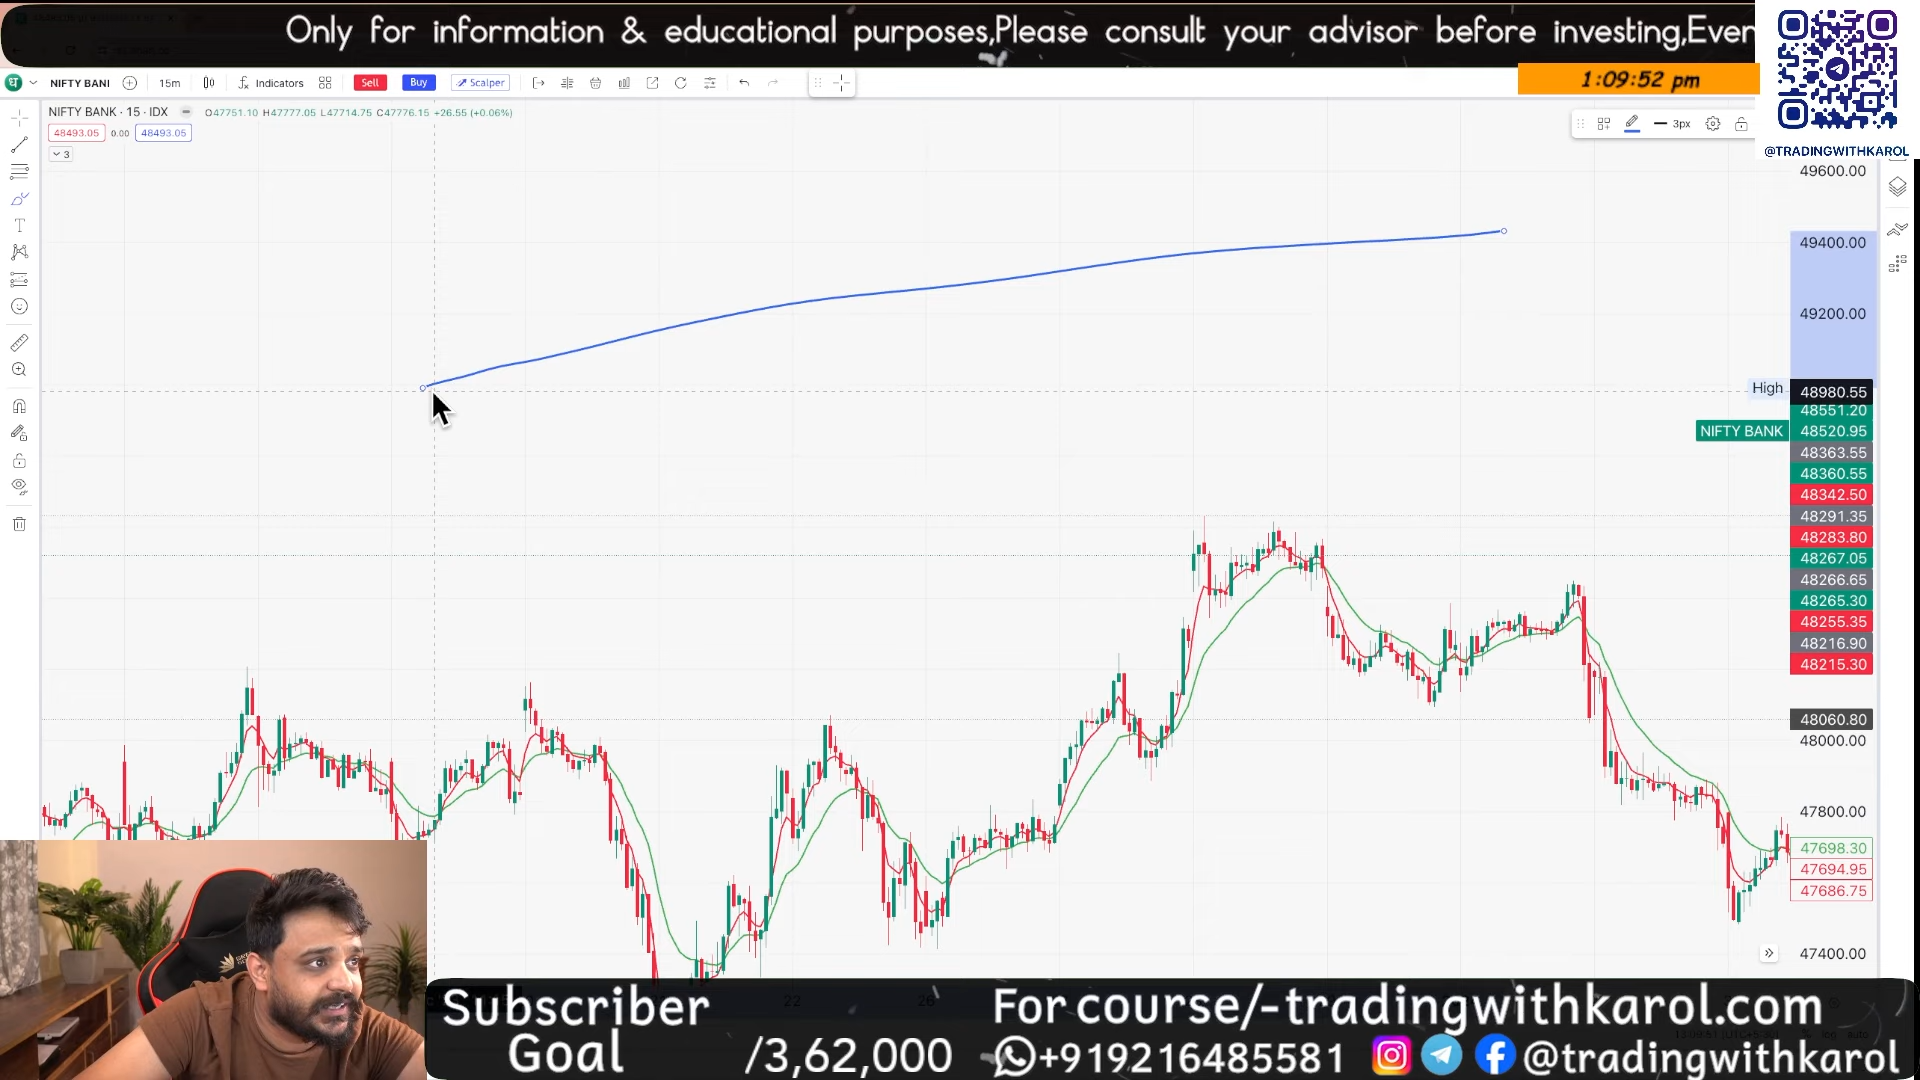 Only for information & educational purposes,Please consult your advisor before investing,Even
1:09:52 pm
@TRADINGWITHKAROL
NIFTY BANI
15m
Indicators
Sell
Buy
Scalper
NIFTY BANK · 15 · IDX
O47751.10 H47777.05 L47714.75 C47776.15 +26.55 (+0.06%)
48493.05 0.00 48493.05
3
3px
49600.00
49400.00
49200.00
High 48980.55
48551.20
NIFTY BANK 48520.95
48363.55
48360.55
48342.50
48291.35
48283.80
48267.05
48266.65
48265.30
48255.35
48216.90
48215.30
48060.80
48000.00
47800.00
47698.30
47694.95
47686.75
47400.00
22
26
Subscriber
Goal /3,62,000
For course/-tradingwithkarol.com
+919216485581 @tradingwithkarol